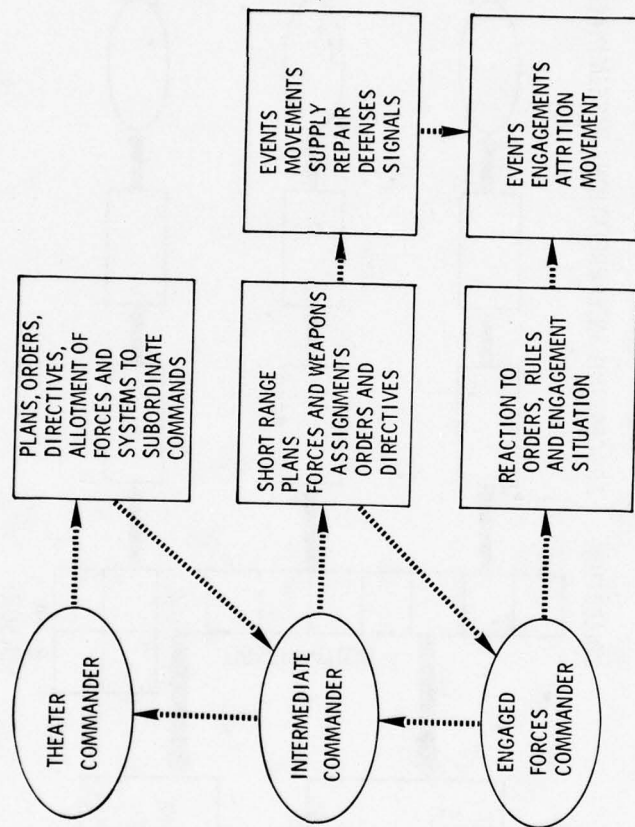 THEATER
COMMANDER
PLANS, ORDERS,
DIRECTIVES,
ALLOTMENT OF
FORCES AND
SYSTEMS TO
SUBORDINATE
COMMANDS
INTERMEDIATE
COMMANDER
SHORT RANGE
PLANS
FORCES AND WEAPONS
ASSIGNMENTS
ORDERS AND
DIRECTIVES
EVENTS
MOVEMENTS
SUPPLY
REPAIR
DEFENSES
SIGNALS
ENGAGED
FORCES
COMMANDER
REACTION TO
ORDERS, RULES
AND ENGAGEMENT
SITUATION
EVENTS
ENGAGEMENTS
ATTRITION
MOVEMENT